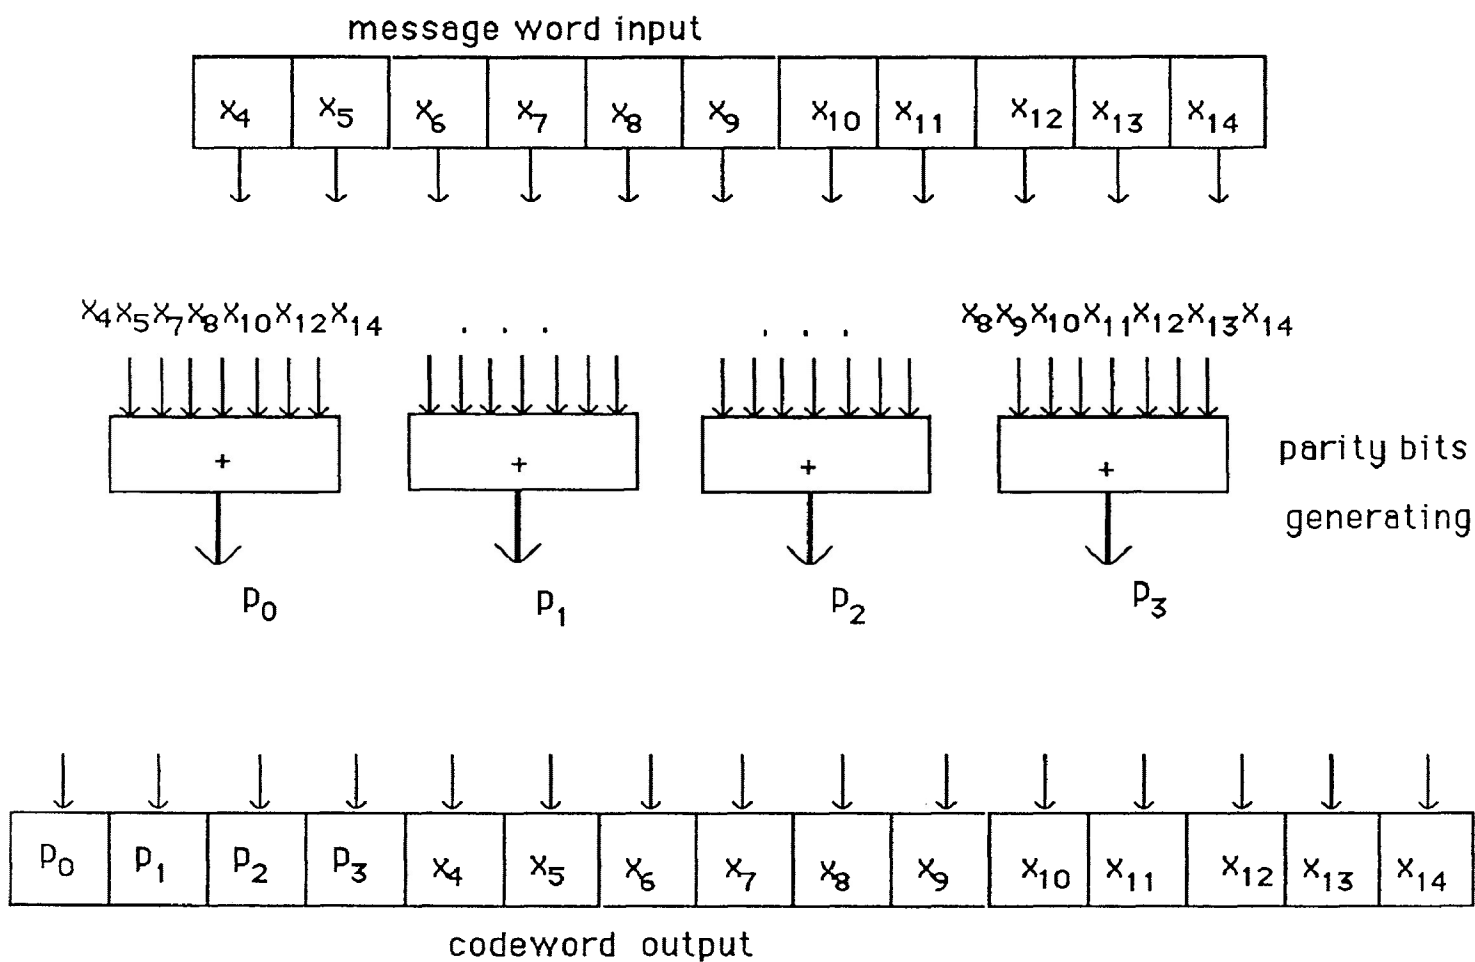 message word input
x4 x5 x6 x7 x8 x9 x10 x11 x12 x13 x14
x4x5x7x8x10x12x14 . . . . . . x8x9x10x11x12x13x14
+ + + +
parity bits
generating
p0 p1 p2 p3
p0 p1 p2 p3 x4 x5 x6 x7 x8 x9 x10 x11 x12 x13 x14
codeword output